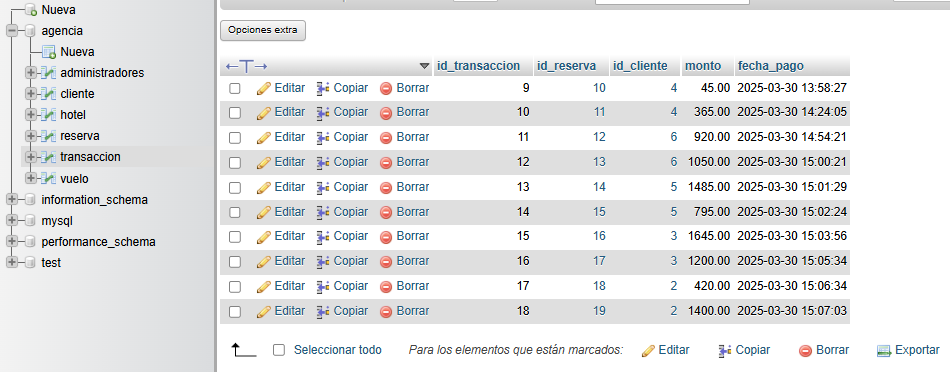 Nueva
agencia
Nueva
administradores
cliente
hotel
reserva
transaccion
vuelo
information_schema
mysql
performance_schema
test
Opciones extra
←T→ id_transaccion id_reserva id_cliente monto fecha_pago
Editar Copiar Borrar 9 10 4 45.00 2025-03-30 13:58:27
Editar Copiar Borrar 10 11 4 365.00 2025-03-30 14:24:05
Editar Copiar Borrar 11 12 6 920.00 2025-03-30 14:54:21
Editar Copiar Borrar 12 13 6 1050.00 2025-03-30 15:00:21
Editar Copiar Borrar 13 14 5 1485.00 2025-03-30 15:01:29
Editar Copiar Borrar 14 15 5 795.00 2025-03-30 15:02:24
Editar Copiar Borrar 15 16 3 1645.00 2025-03-30 15:03:56
Editar Copiar Borrar 16 17 3 1200.00 2025-03-30 15:05:34
Editar Copiar Borrar 17 18 2 420.00 2025-03-30 15:06:34
Editar Copiar Borrar 18 19 2 1400.00 2025-03-30 15:07:03
Seleccionar todo Para los elementos que están marcados: Editar Copiar Borrar Exportar